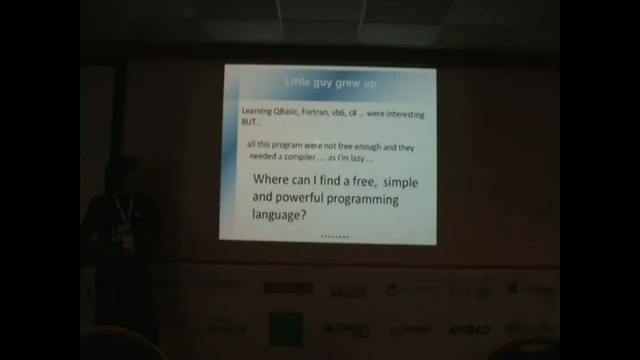 Little guy grew up
Learning QBasic, Fortran, vb6, c# ... were interesting
BUT...
all this program were not free enough and they
needed a compiler .... as I'm lazy ...
Where can I find a free, simple
and powerful programming
language?
........